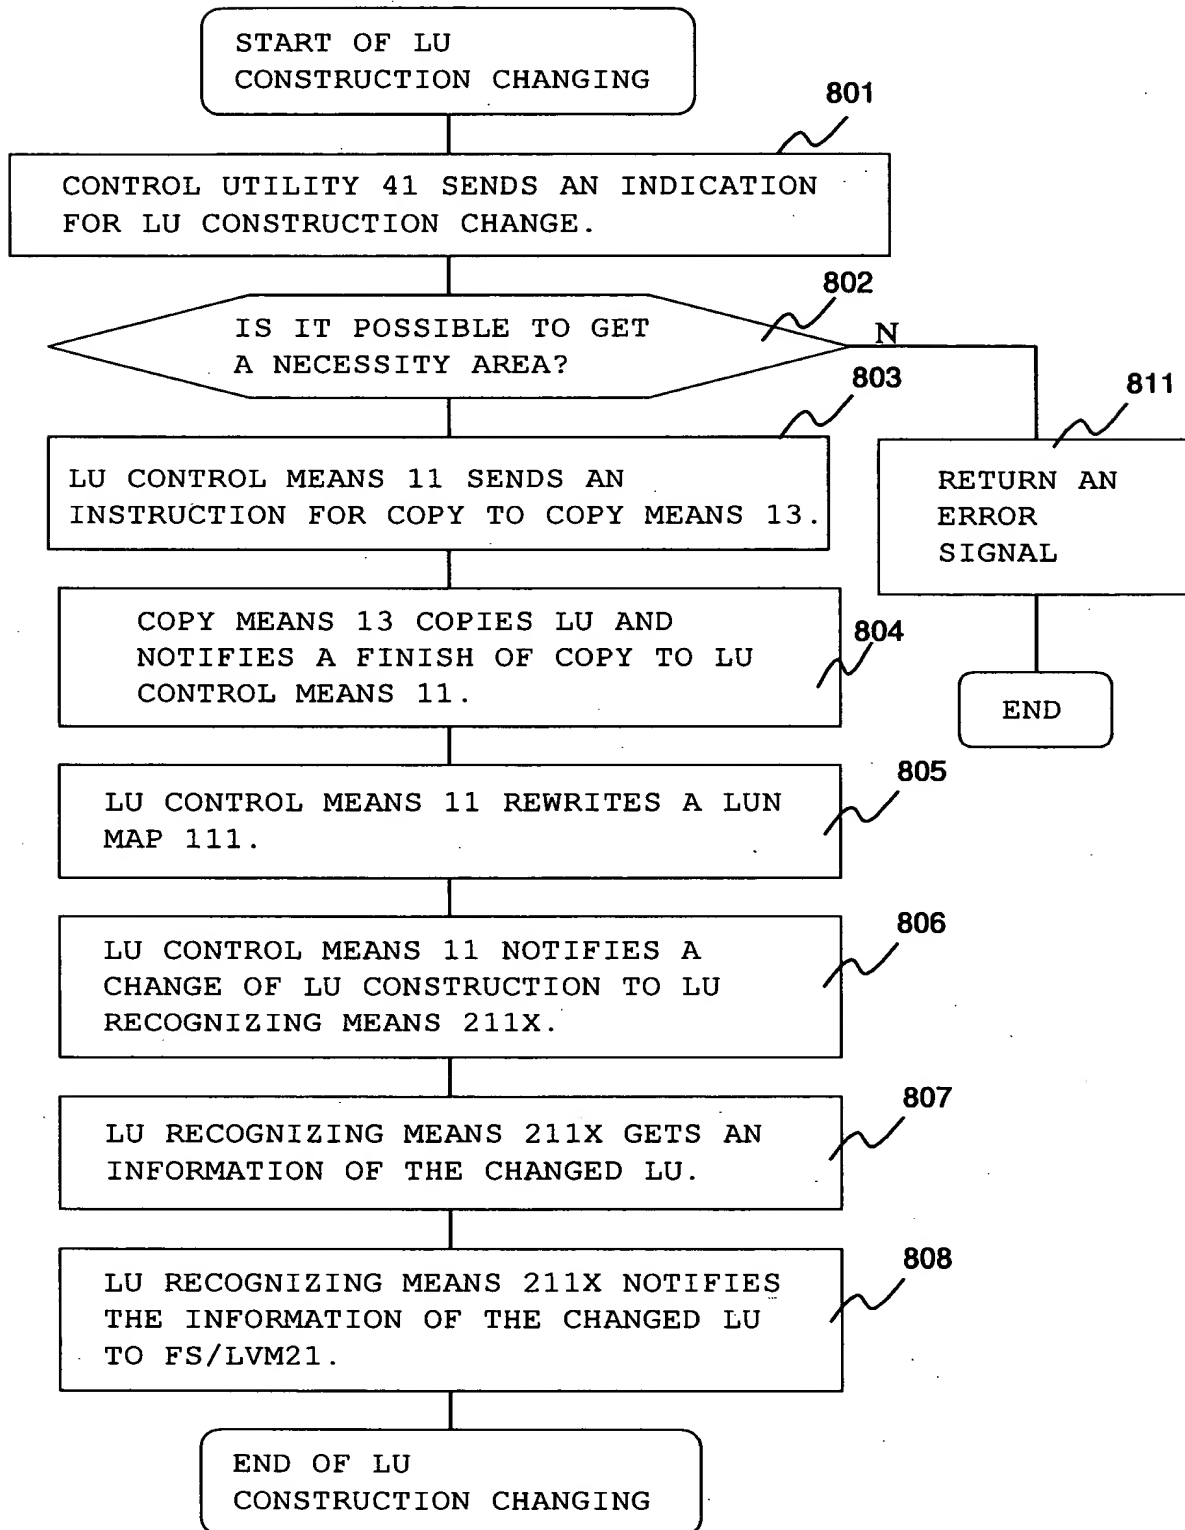 START OF LU
CONSTRUCTION CHANGING
801
CONTROL UTILITY 41 SENDS AN INDICATION
FOR LU CONSTRUCTION CHANGE.
802
IS IT POSSIBLE TO GET
A NECESSITY AREA?
N
803
LU CONTROL MEANS 11 SENDS AN
INSTRUCTION FOR COPY TO COPY MEANS 13.
811
RETURN AN
ERROR
SIGNAL
END
804
COPY MEANS 13 COPIES LU AND
NOTIFIES A FINISH OF COPY TO LU
CONTROL MEANS 11.
805
LU CONTROL MEANS 11 REWRITES A LUN
MAP 111.
806
LU CONTROL MEANS 11 NOTIFIES A
CHANGE OF LU CONSTRUCTION TO LU
RECOGNIZING MEANS 211X.
807
LU RECOGNIZING MEANS 211X GETS AN
INFORMATION OF THE CHANGED LU.
808
LU RECOGNIZING MEANS 211X NOTIFIES
THE INFORMATION OF THE CHANGED LU
TO FS/LVM21.
END OF LU
CONSTRUCTION CHANGING